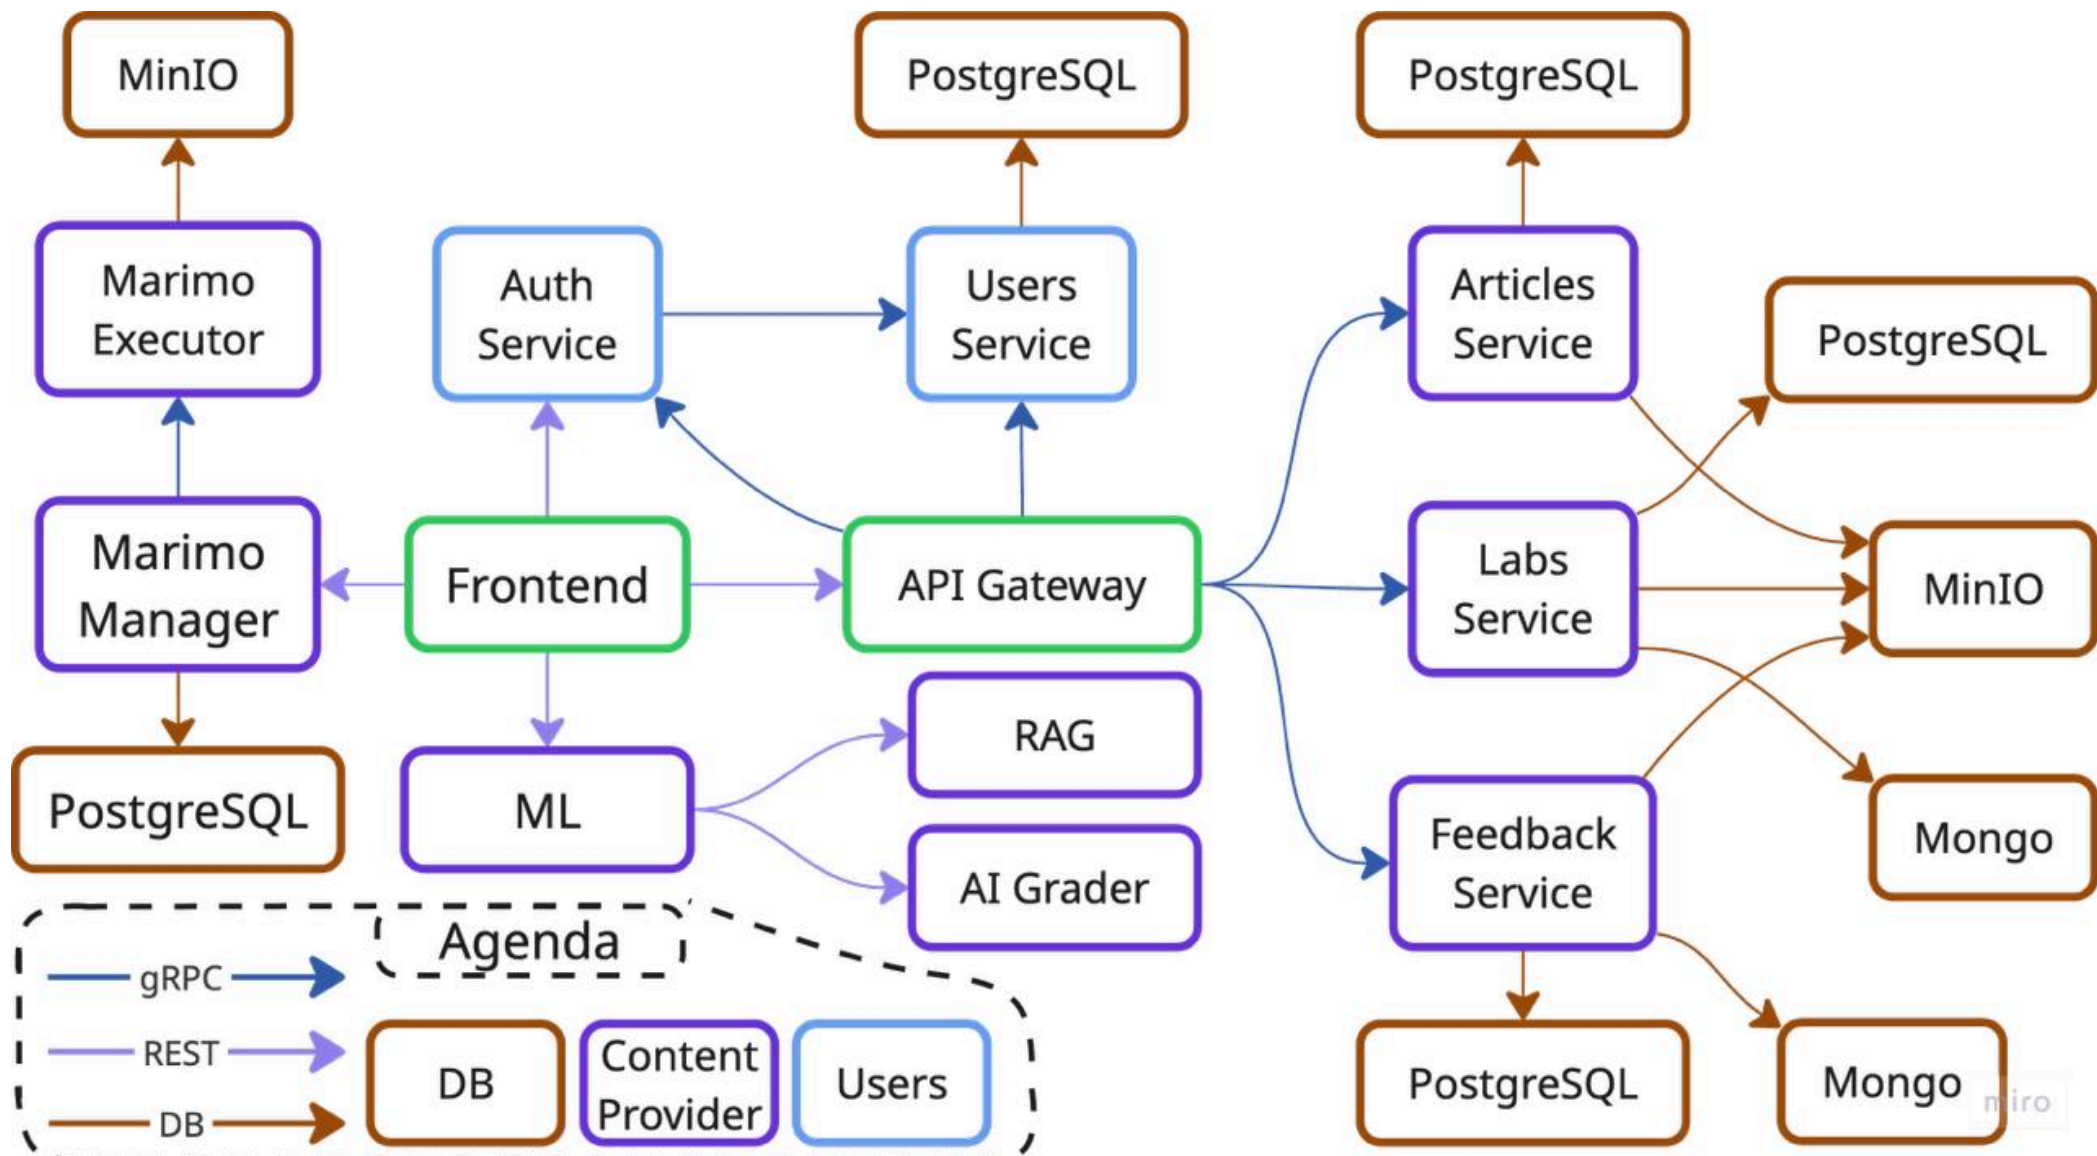 MinIO
PostgreSQL
PostgreSQL
Marimo
Executor
Auth
Service
Users
Service
Articles
Service
PostgreSQL
Marimo
Manager
Frontend
API Gateway
Labs
Service
MinIO
PostgreSQL
ML
RAG
AI Grader
Feedback
Service
Mongo
Agenda
gRPC
REST
DB
DB
Content
Provider
Users
PostgreSQL
Mongo
miro